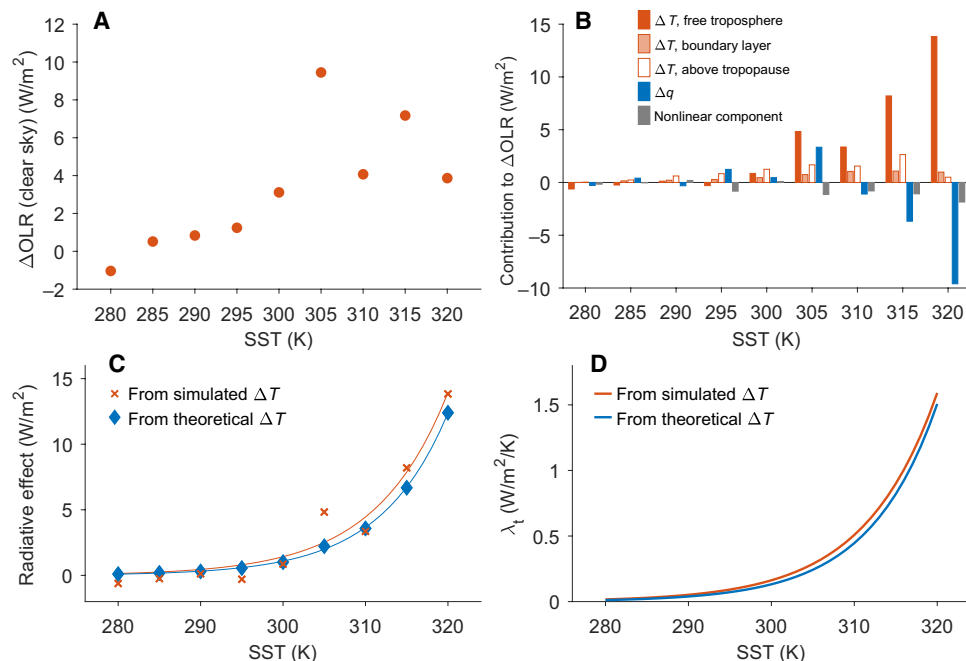 A
ΔOLR (clear sky) (W/m²)
12
10
8
6
4
2
0
−2
280 285 290 295 300 305 310 315 320
SST (K)
B
Contribution to ΔOLR (W/m²)
15
10
5
0
−5
−10
ΔT, free troposphere
ΔT, boundary layer
ΔT, above tropopause
Δq
Nonlinear component
280 285 290 295 300 305 310 315 320
SST (K)
C
Radiative effect (W/m²)
15
10
5
0
From simulated ΔT
From theoretical ΔT
280 290 300 310 320
SST (K)
D
λt (W/m²/K)
1.5
1
0.5
0
From simulated ΔT
From theoretical ΔT
280 290 300 310 320
SST (K)